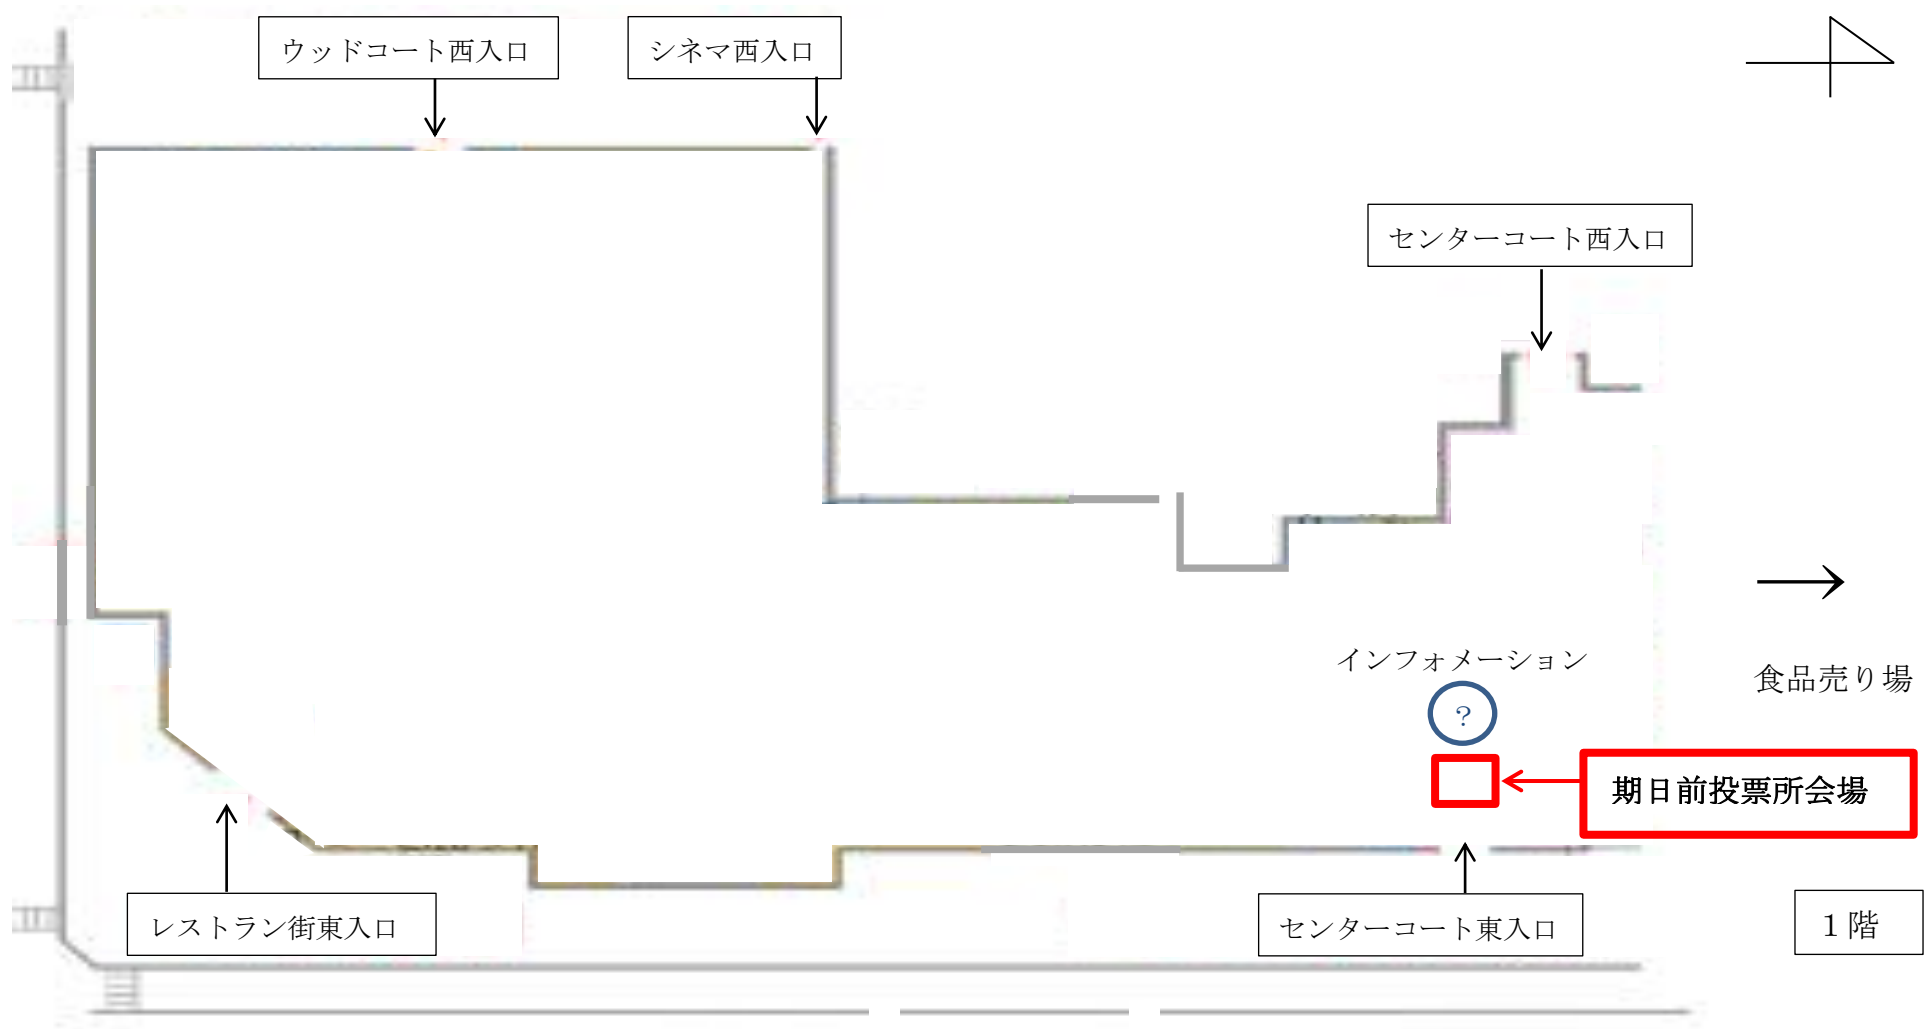 ウッドコート西入口
シネマ西入口
センターコート西入口
インフォメーション
?
食品売り場
期日前投票所会場
レストラン街東入口
センターコート東入口
1階